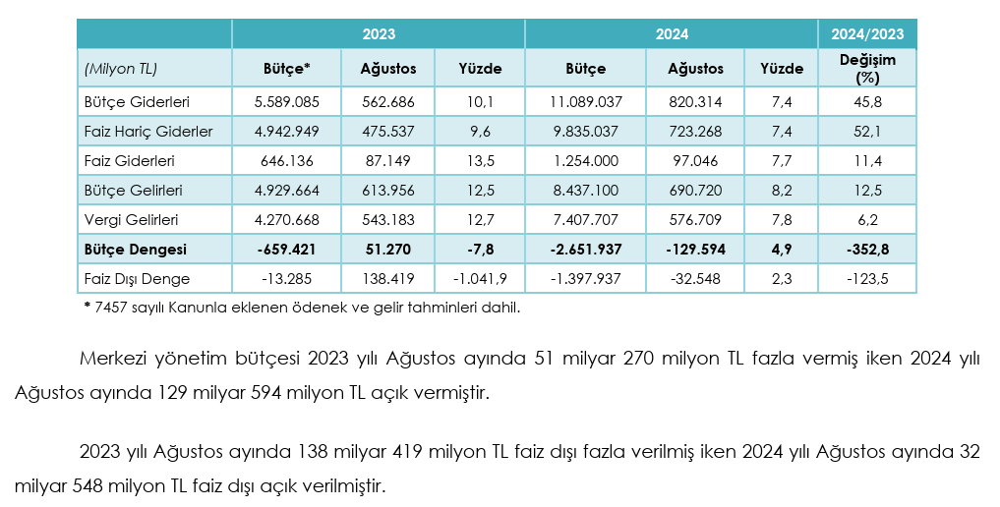 2023 2024 2024/2023
(Milyon TL) Bütçe* Ağustos Yüzde Bütçe Ağustos Yüzde Değişim (%)
Bütçe Giderleri 5.589.085 562.686 10,1 11.089.037 820.314 7,4 45,8
Faiz Hariç Giderler 4.942.949 475.537 9,6 9.835.037 723.268 7,4 52,1
Faiz Giderleri 646.136 87.149 13,5 1.254.000 97.046 7,7 11,4
Bütçe Gelirleri 4.929.664 613.956 12,5 8.437.100 690.720 8,2 12,5
Vergi Gelirleri 4.270.668 543.183 12,7 7.407.707 576.709 7,8 6,2
Bütçe Dengesi -659.421 51.270 -7,8 -2.651.937 -129.594 4,9 -352,8
Faiz Dışı Denge -13.285 138.419 -1.041,9 -1.397.937 -32.548 2,3 -123,5
* 7457 sayılı Kanunla eklenen ödenek ve gelir tahminleri dahil.
Merkezi yönetim bütçesi 2023 yılı Ağustos ayında 51 milyar 270 milyon TL fazla vermiş iken 2024 yılı
Ağustos ayında 129 milyar 594 milyon TL açık vermiştir.
2023 yılı Ağustos ayında 138 milyar 419 milyon TL faiz dışı fazla verilmiş iken 2024 yılı Ağustos ayında 32
milyar 548 milyon TL faiz dışı açık verilmiştir.